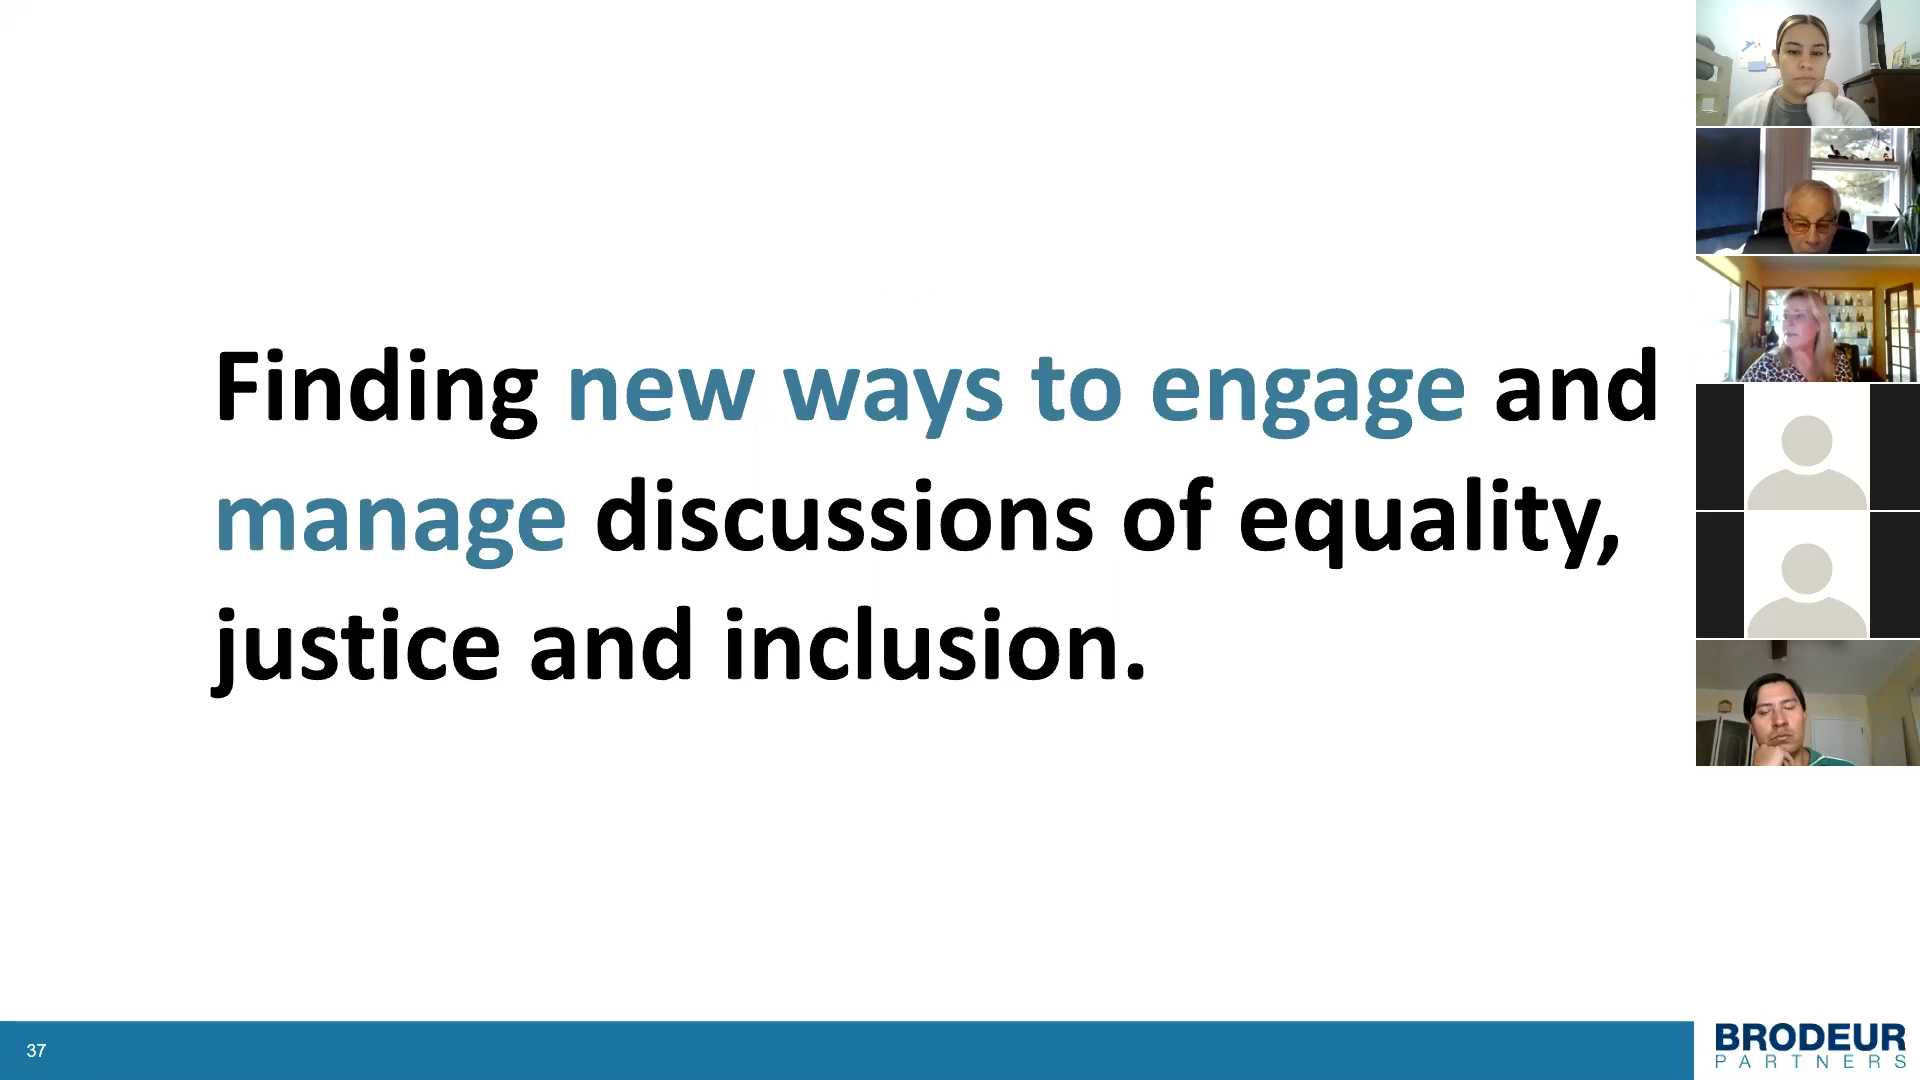 Finding new ways to engage and
manage discussions of equality,
justice and inclusion.
37
BRODEUR
PARTNERS